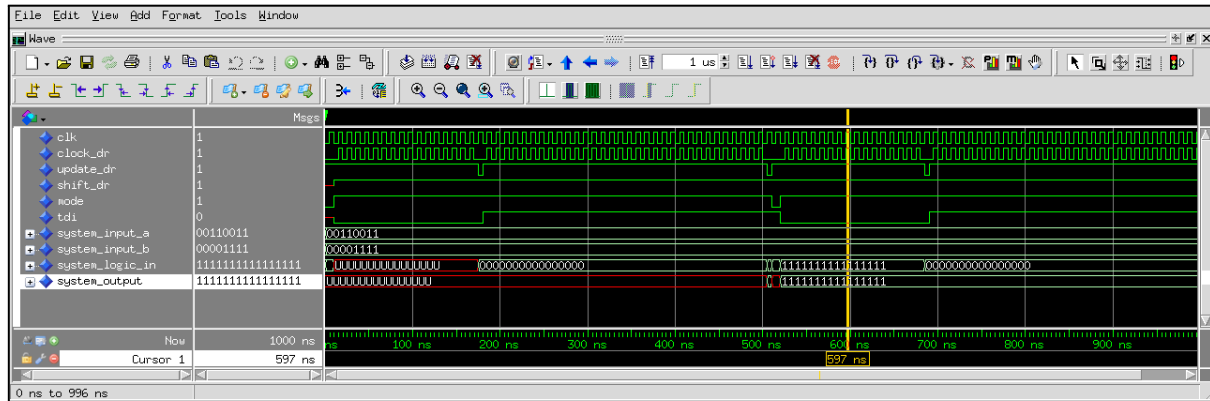 File Edit View Add Format Tools Window
Wave
1 us
Msgs
clk 1
clock_dr 1
update_dr 1
shift_dr 1
mode 1
tdi 0
system_input_a 00110011 00110011
system_input_b 00001111 00001111
system_logic_in 1111111111111111 UUUUUUUUUUUUUUUU 0000000000000000 1111111111111111 0000000000000000
system_output 1111111111111111 UUUUUUUUUUUUUUUU 1111111111111111
Now 1000 ns ns 100 ns 200 ns 300 ns 400 ns 500 ns 600 ns 700 ns 800 ns 900 ns
Cursor 1 597 ns 597 ns
0 ns to 996 ns